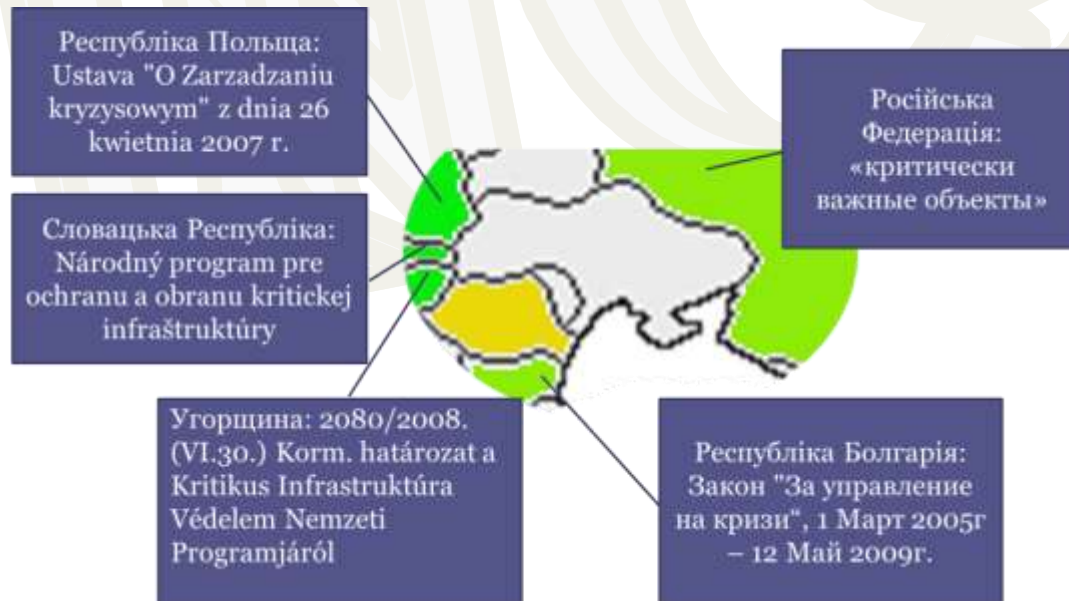 Республіка Польща:
Ustava "O Zarzadzaniu
kryzysowym" z dnia 26
kwietnia 2007 r.
Російська
Федерація:
«критически
важные объекты»
Словацька Республіка:
Národný program pre
ochranu a obranu kritickej
infraštruktúry
Угорщина: 2080/2008.
(VI.30.) Korm. határozat a
Kritikus Infrastruktúra
Védelem Nemzeti
Programjáról
Республіка Болгарія:
Закон "За управление
на кризи“, 1 Март 2005г
– 12 Май 2009г.